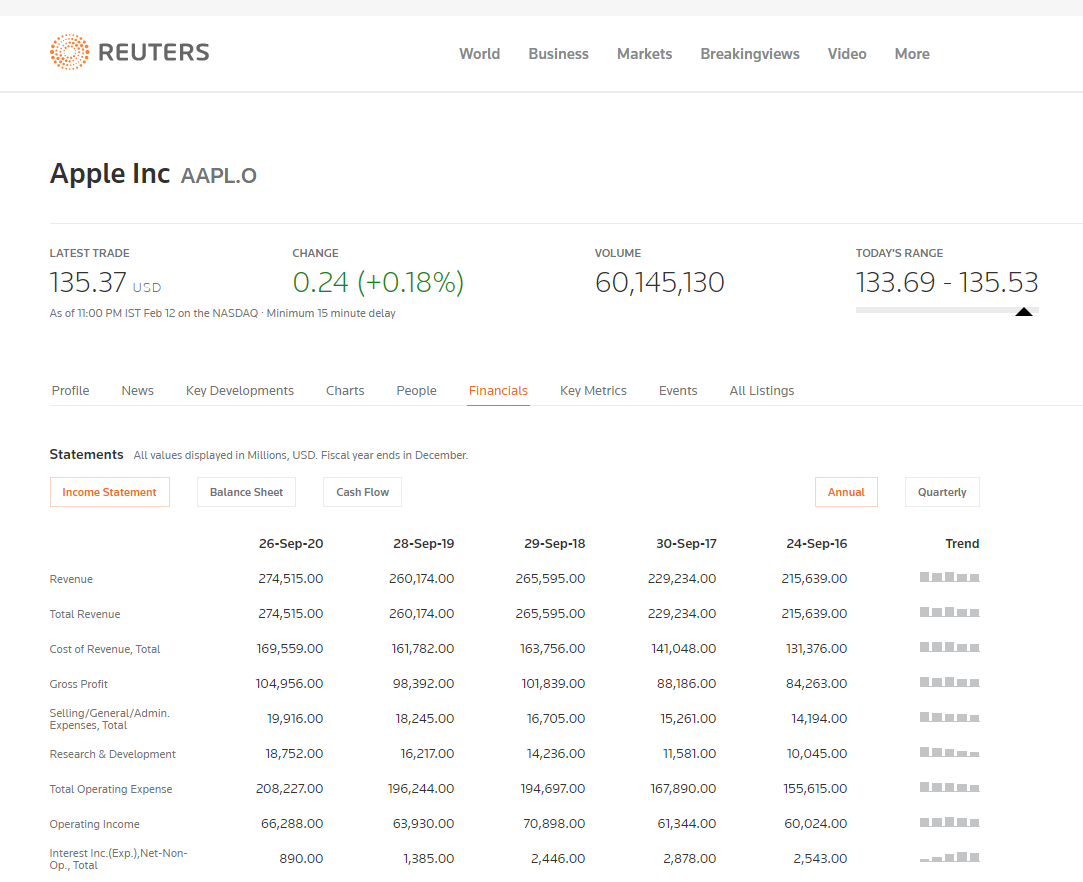 REUTERS World Business Markets Breakingviews Video More
Apple Inc AAPL.O
LATEST TRADE CHANGE VOLUME TODAY'S RANGE
135.37 USD 0.24 (+0.18%) 60,145,130 133.69 - 135.53
As of 11:00 PM IST Feb 12 on the NASDAQ · Minimum 15 minute delay
Profile News Key Developments Charts People Financials Key Metrics Events All Listings
Statements All values displayed in Millions, USD. Fiscal year ends in December.
Income Statement Balance Sheet Cash Flow Annual Quarterly
26-Sep-20 28-Sep-19 29-Sep-18 30-Sep-17 24-Sep-16 Trend
Revenue 274,515.00 260,174.00 265,595.00 229,234.00 215,639.00
Total Revenue 274,515.00 260,174.00 265,595.00 229,234.00 215,639.00
Cost of Revenue, Total 169,559.00 161,782.00 163,756.00 141,048.00 131,376.00
Gross Profit 104,956.00 98,392.00 101,839.00 88,186.00 84,263.00
Selling/General/Admin.
Expenses, Total 19,916.00 18,245.00 16,705.00 15,261.00 14,194.00
Research & Development 18,752.00 16,217.00 14,236.00 11,581.00 10,045.00
Total Operating Expense 208,227.00 196,244.00 194,697.00 167,890.00 155,615.00
Operating Income 66,288.00 63,930.00 70,898.00 61,344.00 60,024.00
Interest Inc.(Exp.),Net-Non-
Op., Total 890.00 1,385.00 2,446.00 2,878.00 2,543.00